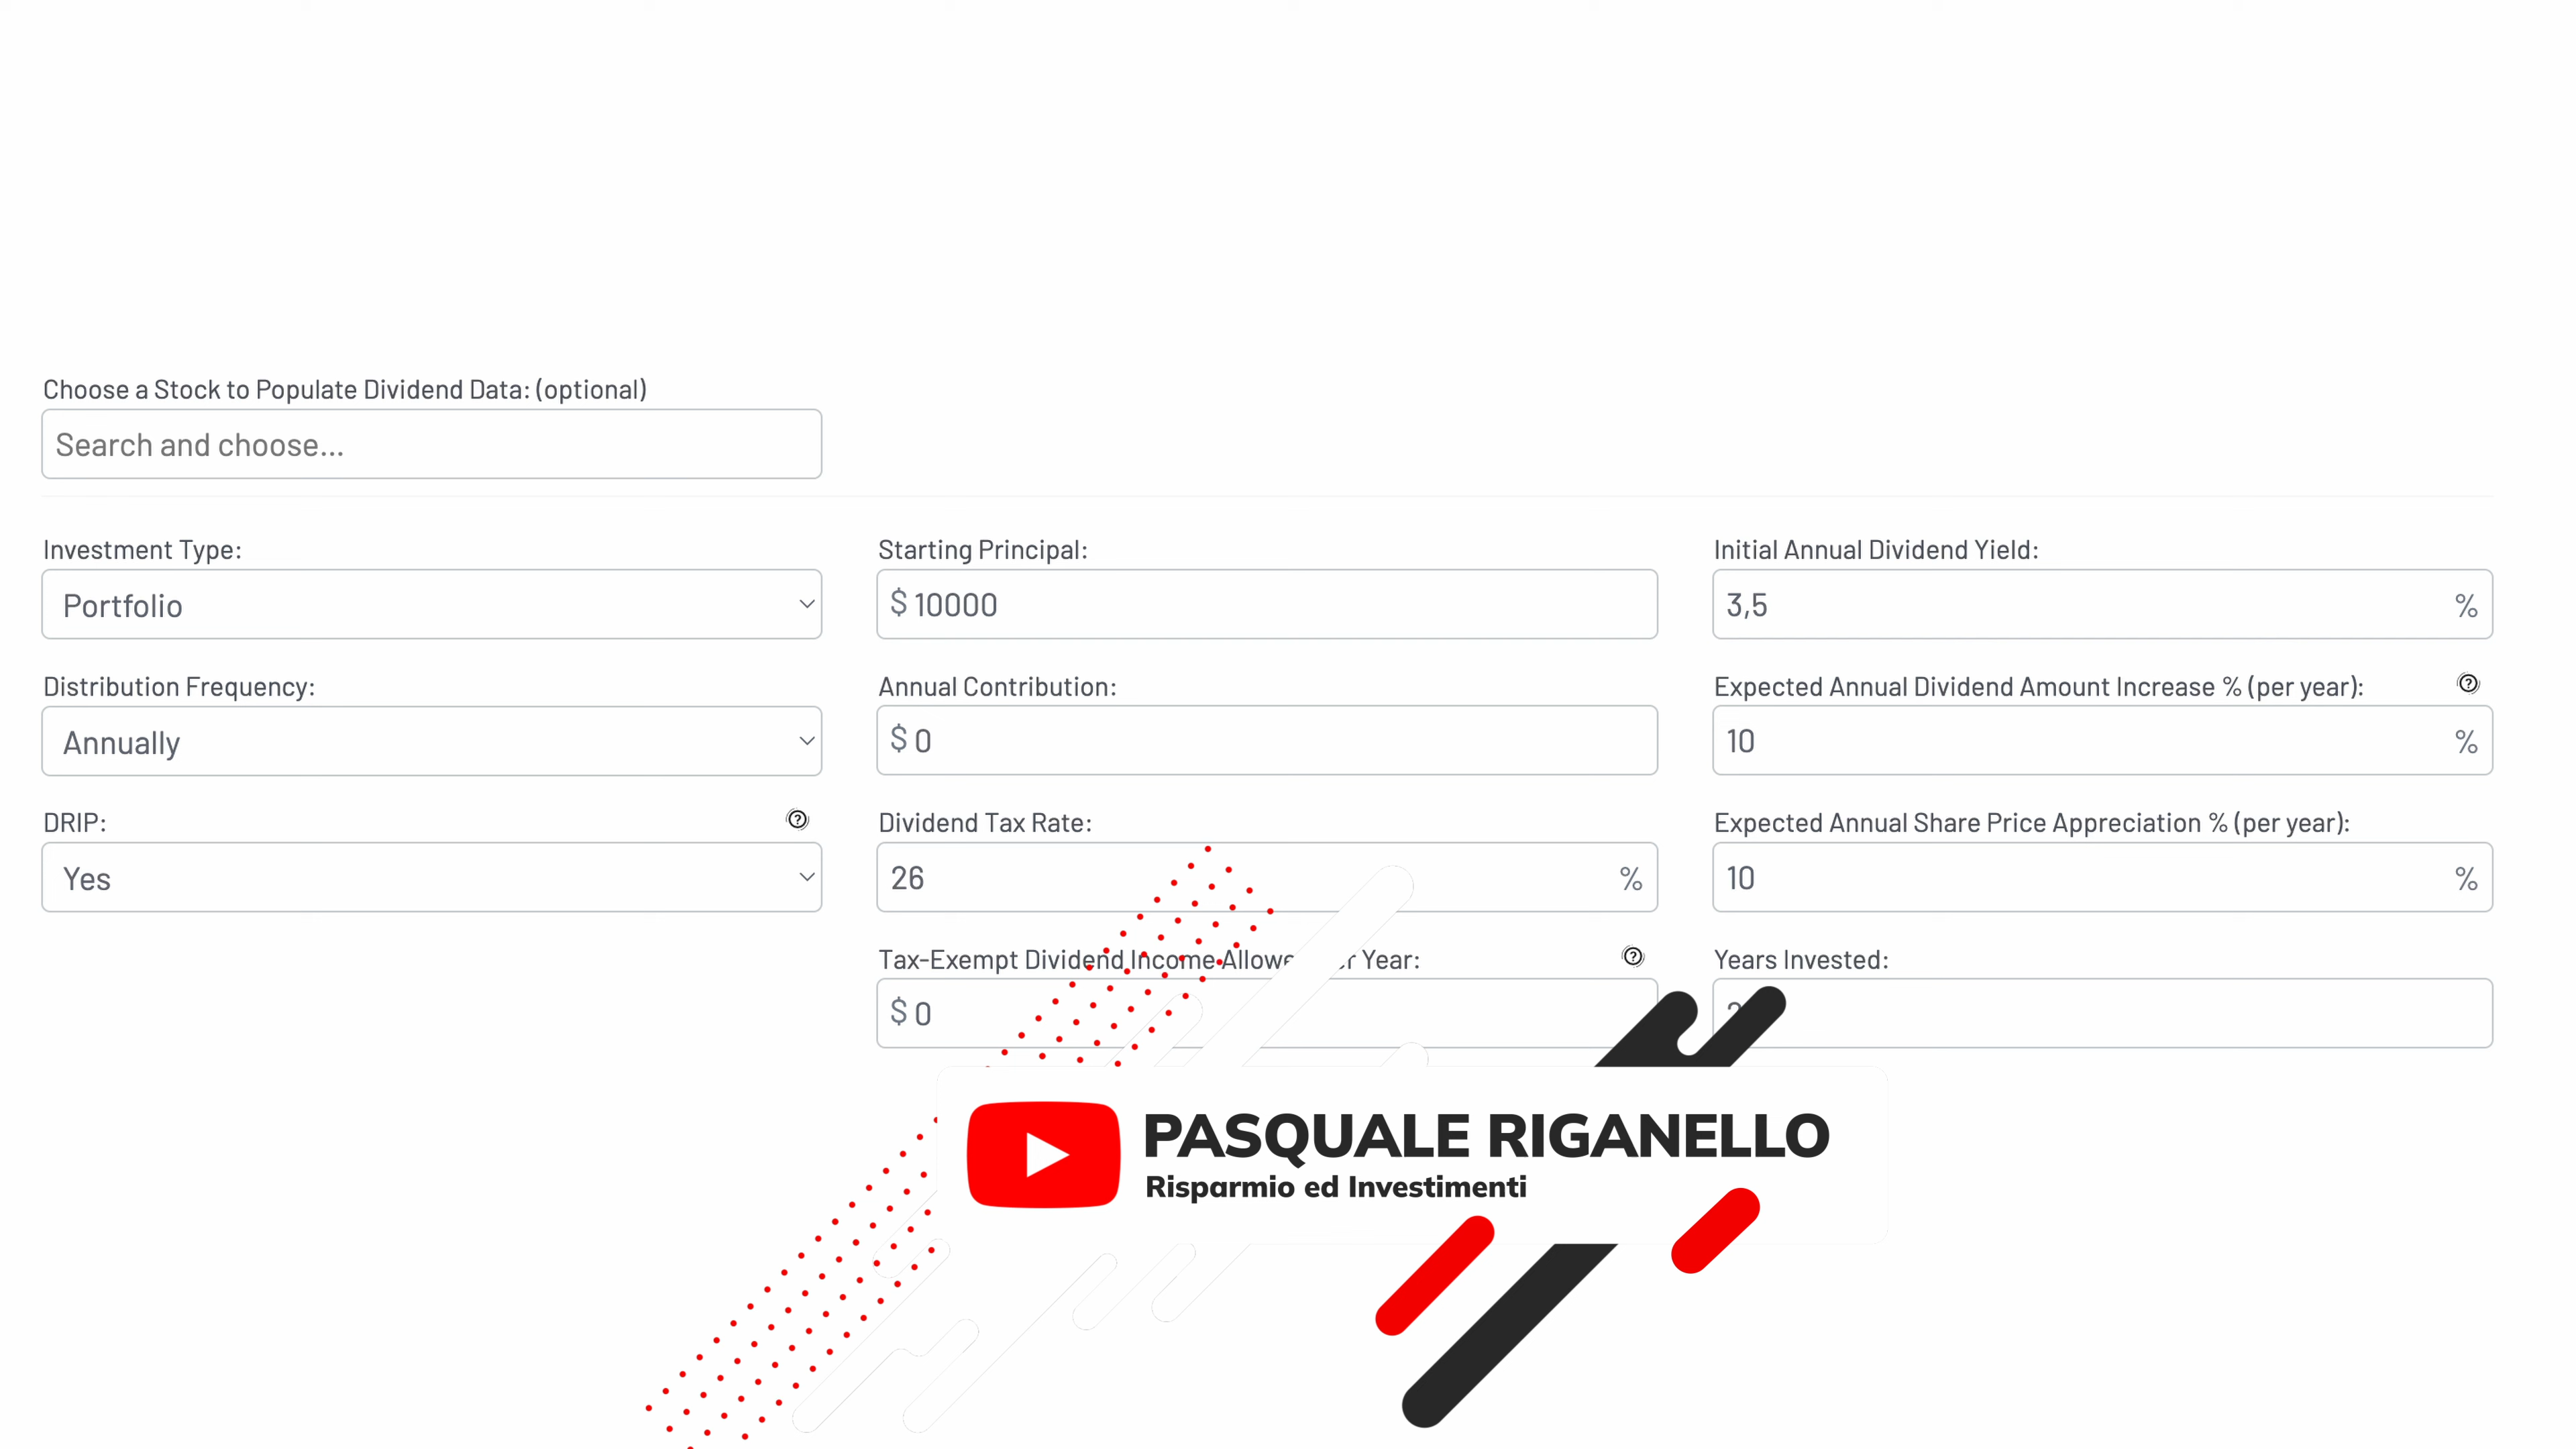 Choose a Stock to Populate Dividend Data: (optional)
Search and choose...
Investment Type:
Portfolio
Starting Principal:
$ 10000
Initial Annual Dividend Yield:
3,5 %
Distribution Frequency:
Annually
Annual Contribution:
$ 0
Expected Annual Dividend Amount Increase % (per year):
10 %
DRIP:
Yes
Dividend Tax Rate:
26 %
Expected Annual Share Price Appreciation % (per year):
10 %
Tax-Exempt Dividend Income Year:
$ 0
Years Invested:
PASQUALE RIGANELLO
Risparmio ed Investimenti